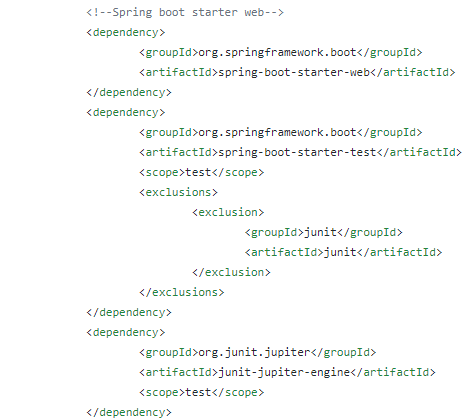 <!--Spring boot starter web-->
<dependency>
<groupId>org.springframework.boot</groupId>
<artifactId>spring-boot-starter-web</artifactId>
</dependency>
<dependency>
<groupId>org.springframework.boot</groupId>
<artifactId>spring-boot-starter-test</artifactId>
<scope>test</scope>
<exclusions>
<exclusion>
<groupId>junit</groupId>
<artifactId>junit</artifactId>
</exclusion>
</exclusions>
</dependency>
<dependency>
<groupId>org.junit.jupiter</groupId>
<artifactId>junit-jupiter-engine</artifactId>
<scope>test</scope>
</dependency>